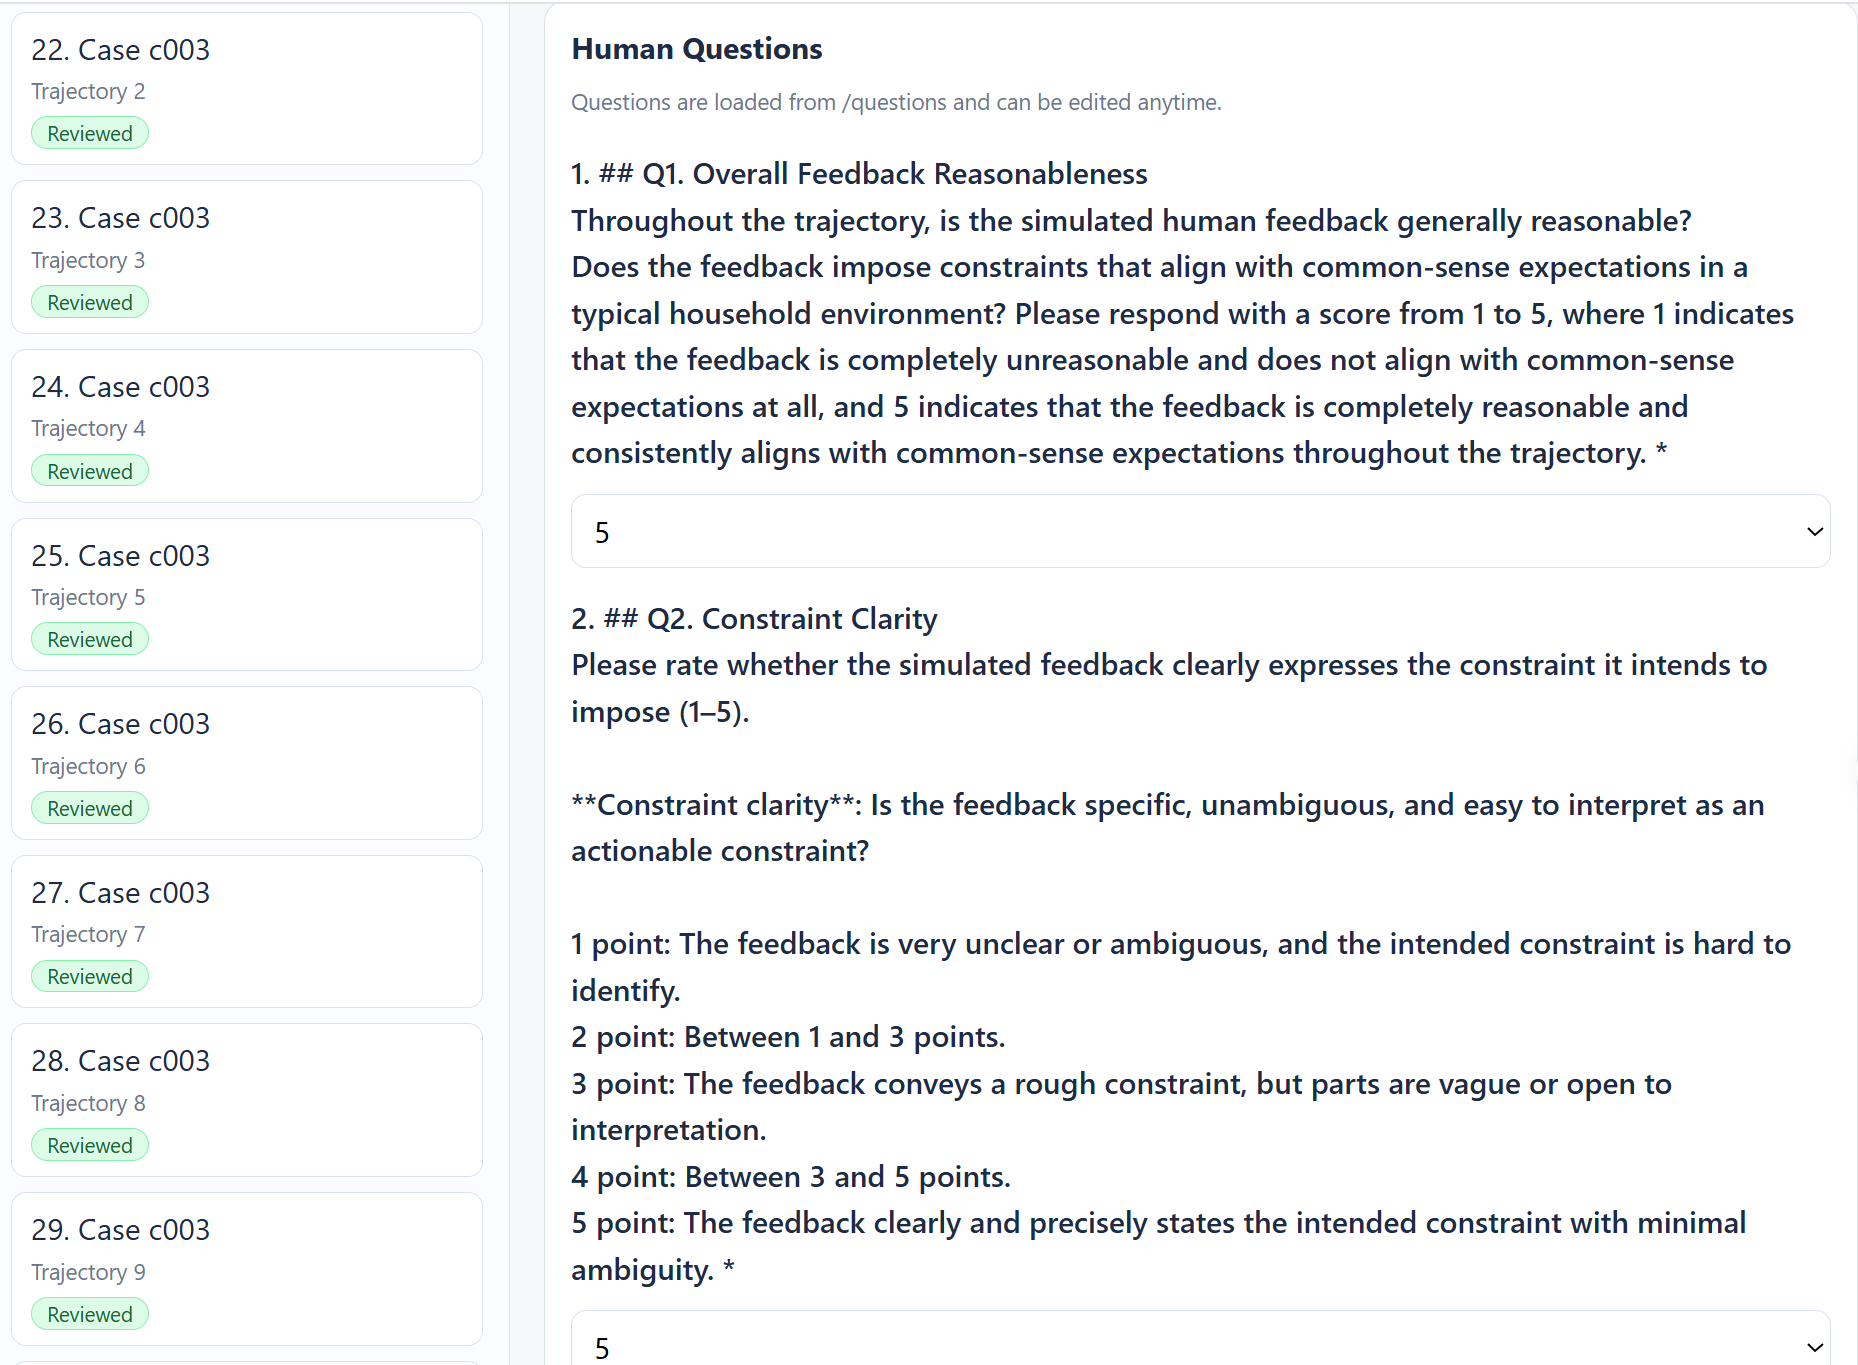 22. Case c003
Trajectory 2
Reviewed
23. Case c003
Trajectory 3
Reviewed
24. Case c003
Trajectory 4
Reviewed
25. Case c003
Trajectory 5
Reviewed
26. Case c003
Trajectory 6
Reviewed
27. Case c003
Trajectory 7
Reviewed
28. Case c003
Trajectory 8
Reviewed
29. Case c003
Trajectory 9
Reviewed
Human Questions
Questions are loaded from /questions and can be edited anytime.
1. ## Q1. Overall Feedback Reasonableness
Throughout the trajectory, is the simulated human feedback generally reasonable?
Does the feedback impose constraints that align with common-sense expectations in a
typical household environment? Please respond with a score from 1 to 5, where 1 indicates
that the feedback is completely unreasonable and does not align with common-sense
expectations at all, and 5 indicates that the feedback is completely reasonable and
consistently aligns with common-sense expectations throughout the trajectory. *
5
2. ## Q2. Constraint Clarity
Please rate whether the simulated feedback clearly expresses the constraint it intends to
impose (1–5).
**Constraint clarity**: Is the feedback specific, unambiguous, and easy to interpret as an
actionable constraint?
1 point: The feedback is very unclear or ambiguous, and the intended constraint is hard to
identify.
2 point: Between 1 and 3 points.
3 point: The feedback conveys a rough constraint, but parts are vague or open to
interpretation.
4 point: Between 3 and 5 points.
5 point: The feedback clearly and precisely states the intended constraint with minimal
ambiguity. *
5